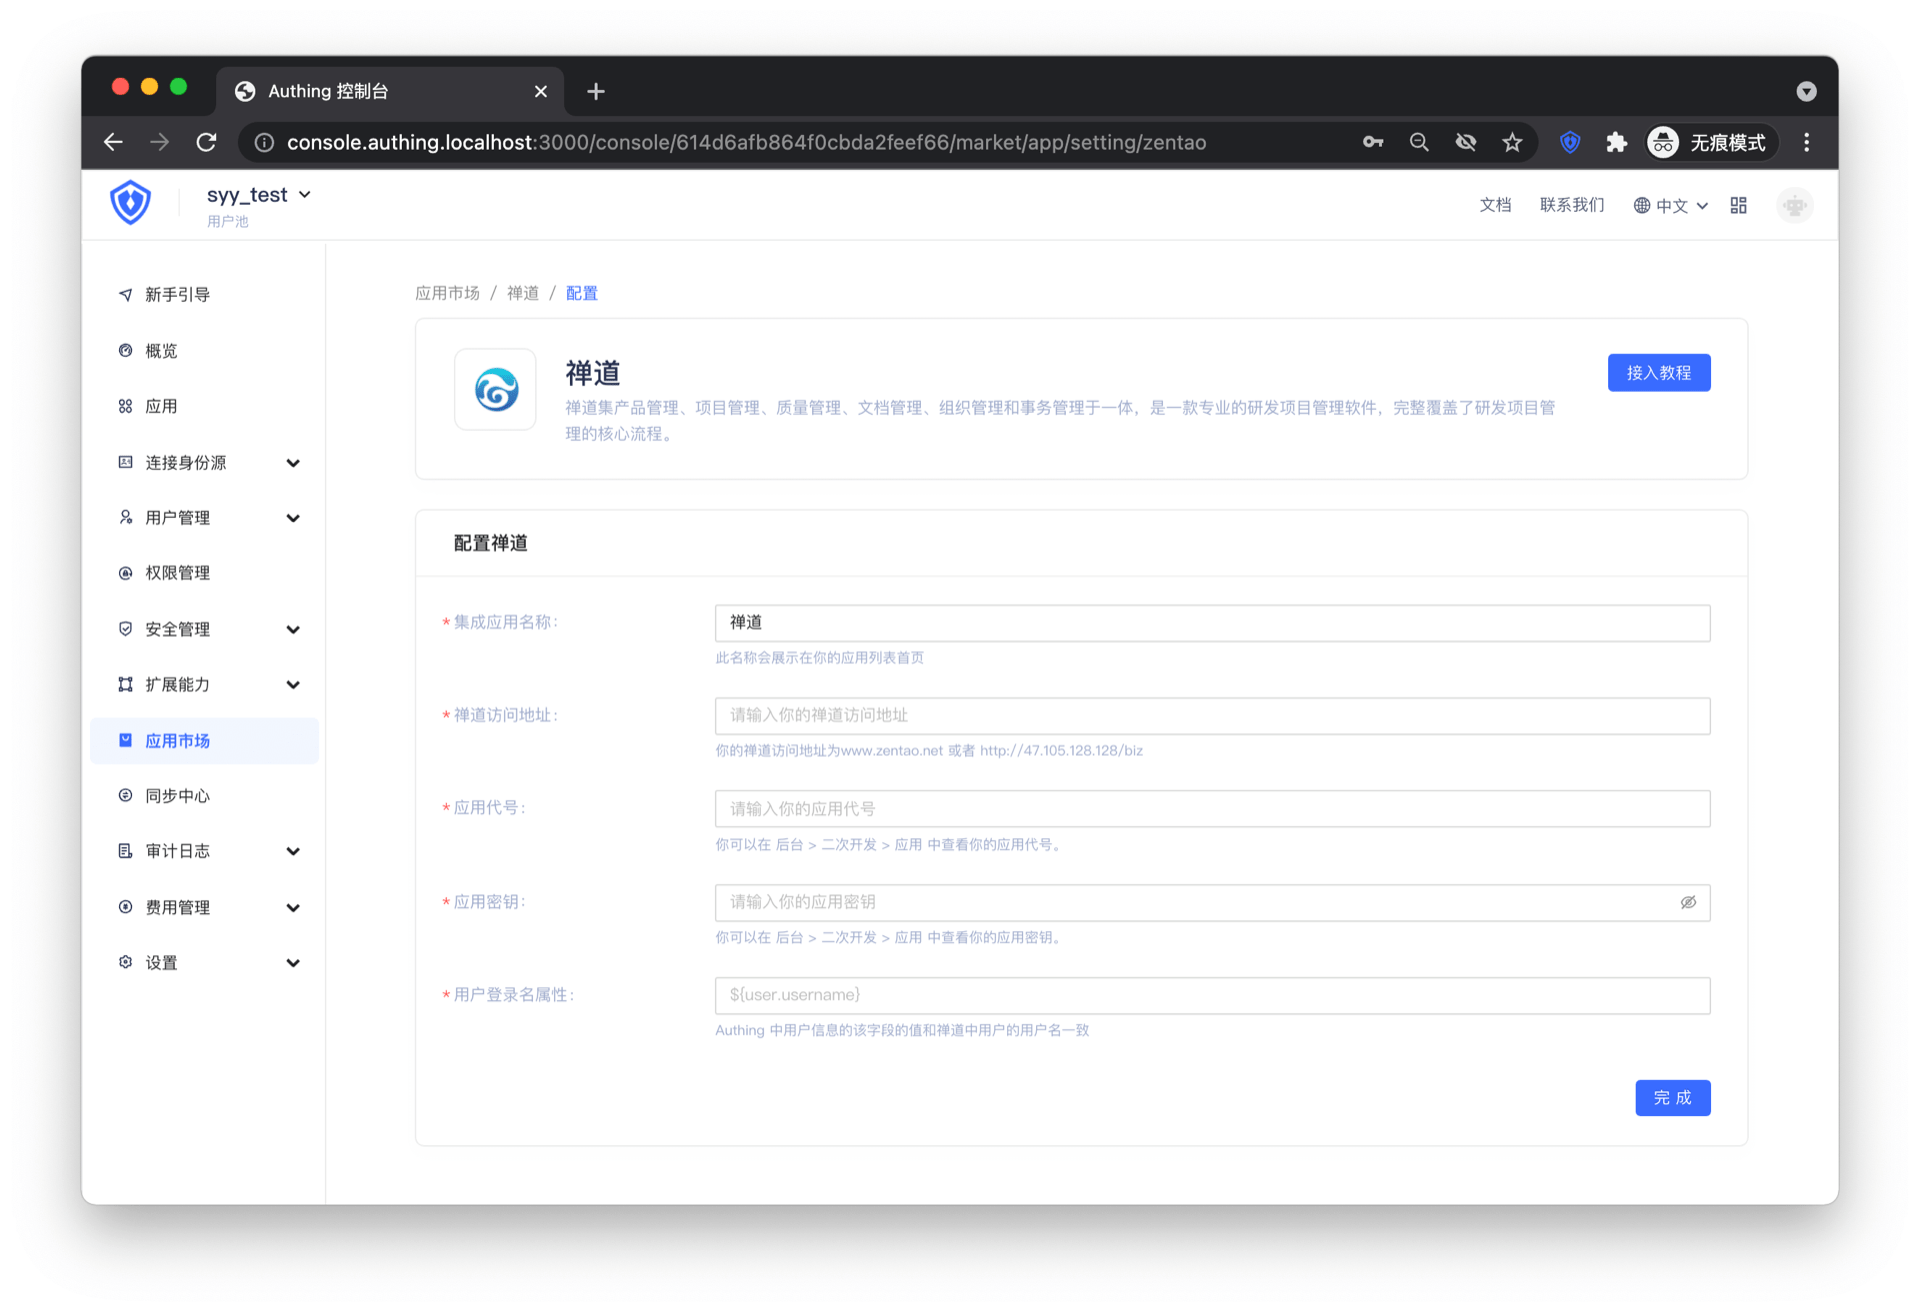 Authing 控制台
console.authing.localhost:3000/console/614d6afb864f0cbda2feef66/market/app/setting/zentao
无痕模式
syy_test
用户池
文档
联系我们
中文
新手引导
概览
应用
连接身份源
用户管理
权限管理
安全管理
扩展能力
应用市场
同步中心
审计日志
费用管理
设置
应用市场 / 禅道 / 配置
禅道
接入教程
禅道集产品管理、项目管理、质量管理、文档管理、组织管理和事务管理于一体，是一款专业的研发项目管理软件，完整覆盖了研发项目管
理的核心流程。
配置禅道
* 集成应用名称:
禅道
此名称会展示在你的应用列表首页
* 禅道访问地址:
请输入你的禅道访问地址
你的禅道访问地址为www.zentao.net 或者 http://47.105.128.128/biz
* 应用代号:
请输入你的应用代号
你可以在 后台 > 二次开发 > 应用 中查看你的应用代号。
* 应用密钥:
请输入你的应用密钥
你可以在 后台 > 二次开发 > 应用 中查看你的应用密钥。
* 用户登录名属性:
${user.username}
Authing 中用户信息的该字段的值和禅道中用户的用户名一致
完 成